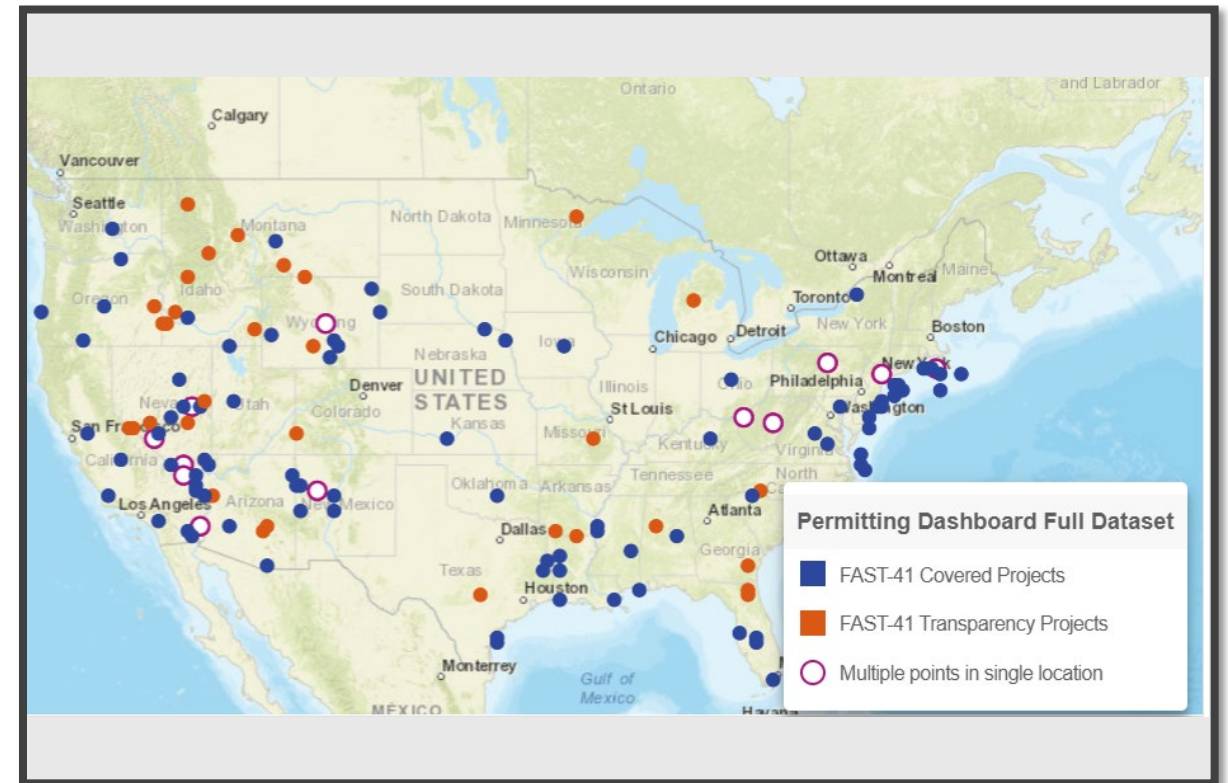 and Labrador
Ontario
Calgary
Vancouver
Seattle
Washington
Montana
North Dakota
Minnesota
Ottawa
Montreal
Maine
Wisconsin
Toronto
Oregon
Idaho
South Dakota
Wyoming
New York
Boston
Chicago
Detroit
Iowa
Nebraska
New York
Denver
UNITED
STATES
Illinois
Ohio
Philadelphia
Nevada
Utah
Colorado
St Louis
Washington
San Francisco
Kansas
Missouri
Kentucky
Virginia
California
Oklahoma
Arkansas
Tennessee
North
Los Angeles
Arizona
New Mexico
Atlanta
Dallas
Georgia
Texas
Houston
Monterrey
Gulf of
Mexico
MÉXICO
Havana
Permitting Dashboard Full Dataset
FAST-41 Covered Projects
FAST-41 Transparency Projects
Multiple points in single location